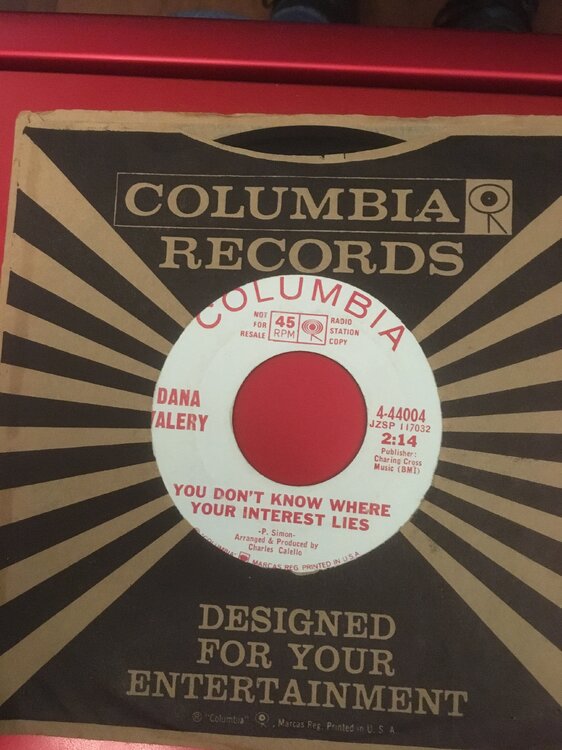 COLUMBIA
RECORDS
COLUMBIA
NOT
FOR
RESALE
45
RPM
RADIO
STATION
COPY
DANA
VALERY
4-44004
JZSP 117032
2:14
Publisher:
Charing Cross
Music (BMI)
YOU DON'T KNOW WHERE
YOUR INTEREST LIES
-P. Simon-
Arranged & Produced by
Charles Calello
"COLUMBIA" MARCAS REG. PRINTED IN U.S.A.
DESIGNED
FOR YOUR
ENTERTAINMENT
® "Columbia" , Marcas Reg. Printed in U. S. A.